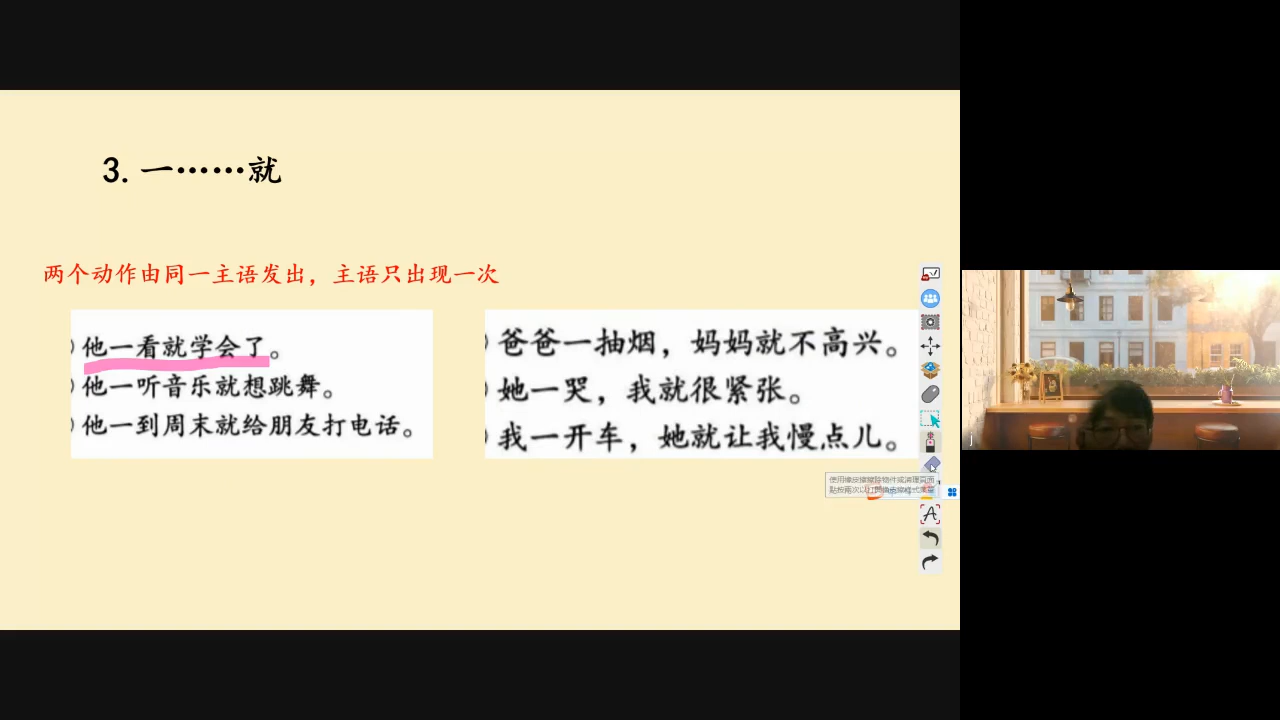 3. 一······就
两个动作由同一主语发出，主语只出现一次
）他一看就学会了。
）他一听音乐就想跳舞。
）他一到周末就给朋友打电话。
）爸爸一抽烟，妈妈就不高兴。
）她一哭，我就很紧张。
）我一开车，她就让我慢点儿。
j